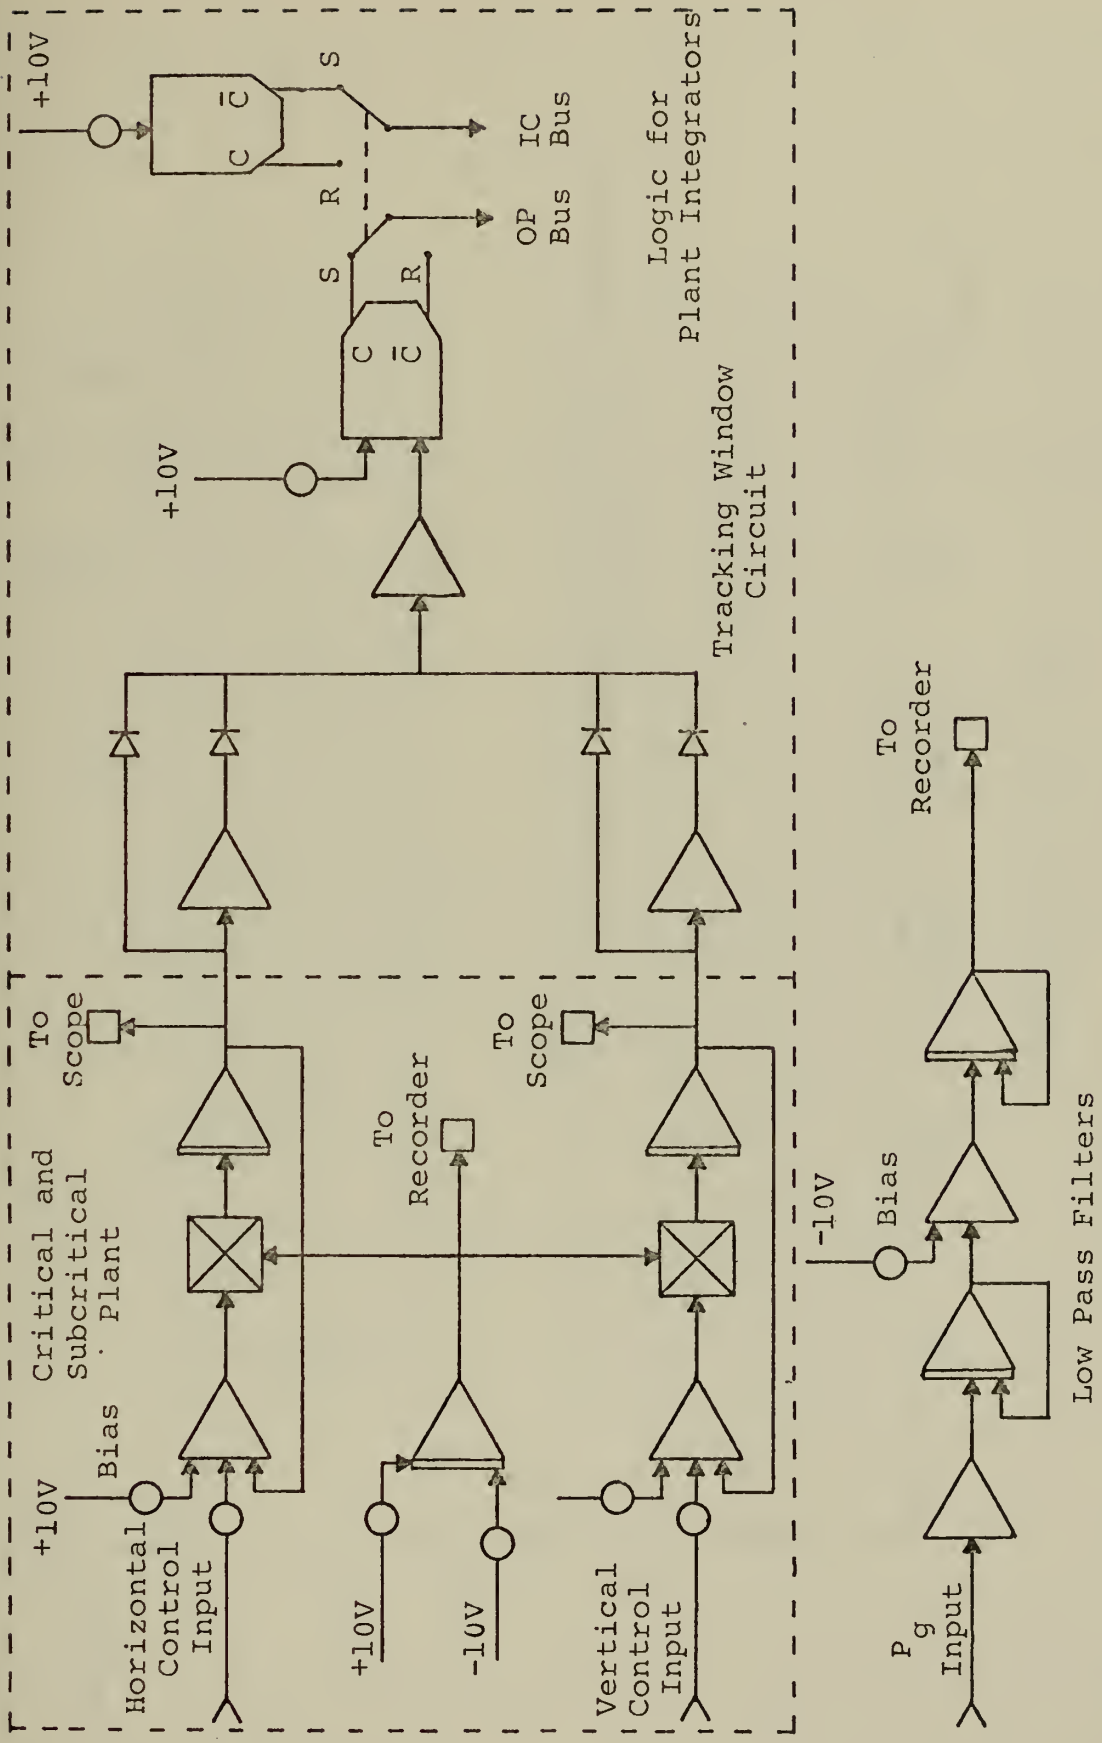 Critical and
Subcritical
Plant
+10V
Bias
Horizontal
Control
Input
To
Scope
+10V
-10V
To
Recorder
Vertical
Control
Input
To
Scope
+10V
C
C̄
S
R
OP
Bus
+10V
C
C̄
R
S
IC
Bus
Logic for
Plant Integrators
Tracking Window
Circuit
Pg
Input
-10V
Bias
To
Recorder
Low Pass Filters